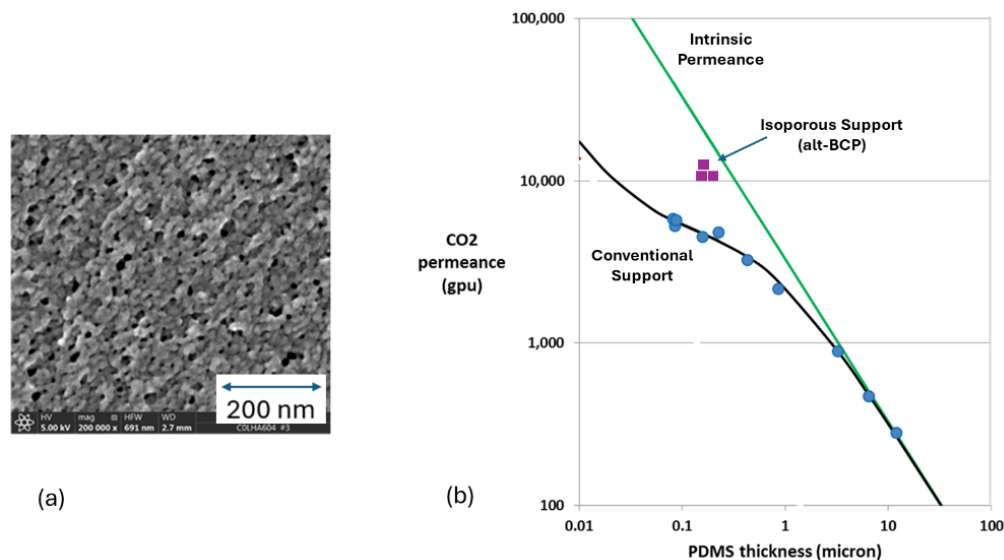 200 nm
HV mag HFW WD
5.00 kV 200 000 x 691 nm 2.7 mm COLHA604 #3
(a)
100,000
10,000
1,000
100
CO2
permeance
(gpu)
Intrinsic
Permeance
Isoporous Support
(alt-BCP)
Conventional
Support
0.01 0.1 1 10 100
PDMS thickness (micron)
(b)